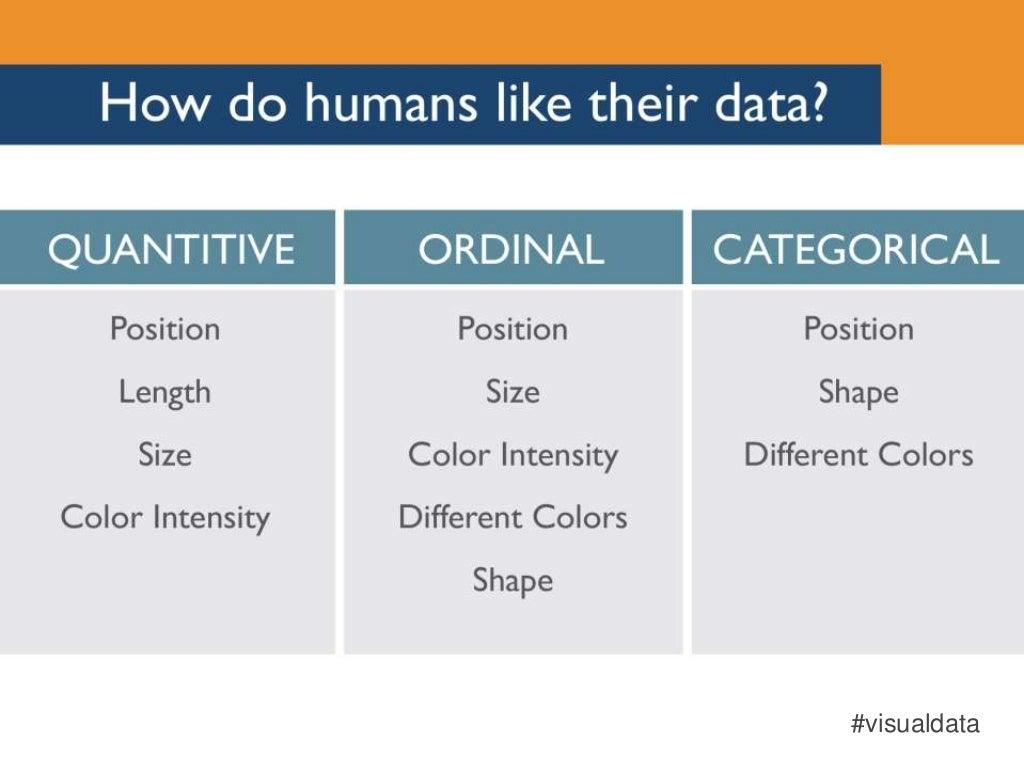 How do humans like their data?
QUANTITIVE
Position
Length
Size
Color Intensity
ORDINAL
Position
Size
Color Intensity
Different Colors
Shape
CATEGORICAL
Position
Shape
Different Colors
#visualdata